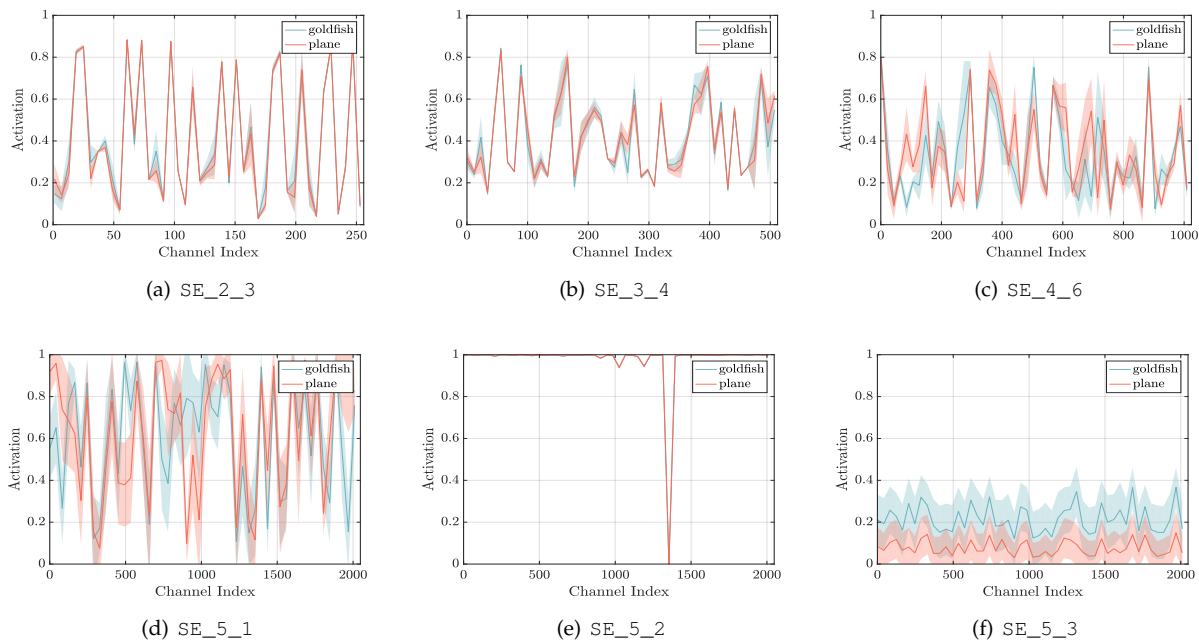 1
0.8
0.6
0.4
0.2
0
Activation
0 50 100 150 200 250
Channel Index
goldfish
plane
(a) SE_2_3
1
0.8
0.6
0.4
0.2
0
Activation
0 100 200 300 400 500
Channel Index
goldfish
plane
(b) SE_3_4
1
0.8
0.6
0.4
0.2
0
Activation
0 200 400 600 800 1000
Channel Index
goldfish
plane
(c) SE_4_6
1
0.8
0.6
0.4
0.2
0
Activation
0 500 1000 1500 2000
Channel Index
goldfish
plane
(d) SE_5_1
1
0.8
0.6
0.4
0.2
0
Activation
0 500 1000 1500 2000
Channel Index
goldfish
plane
(e) SE_5_2
1
0.8
0.6
0.4
0.2
0
Activation
0 500 1000 1500 2000
Channel Index
goldfish
plane
(f) SE_5_3